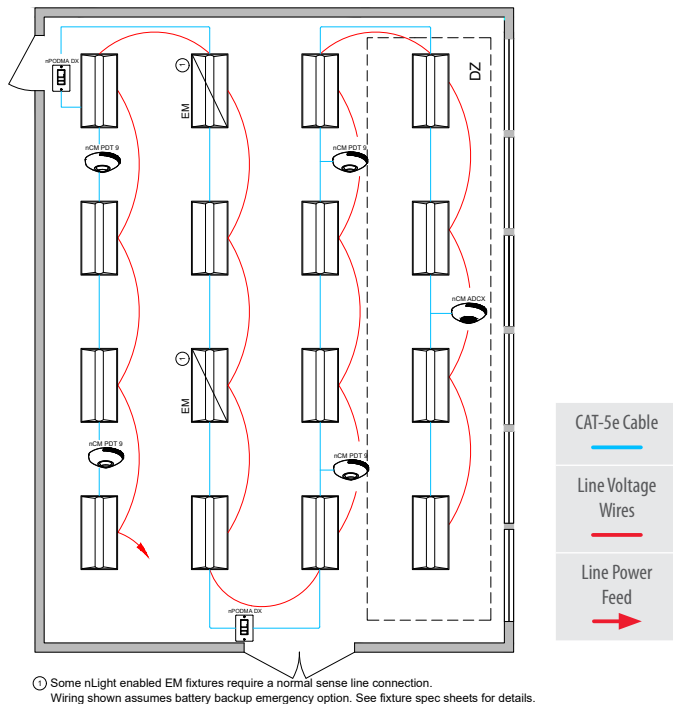 nPODMA DX
①
EM
DZ
nCM PDT 9
nCM PDT 9
nCM ADCX
①
EM
nCM PDT 9
nCM PDT 9
nPODMA DX
CAT-5e Cable
Line Voltage
Wires
Line Power
Feed
① Some nLight enabled EM fixtures require a normal sense line connection.
Wiring shown assumes battery backup emergency option. See fixture spec sheets for details.